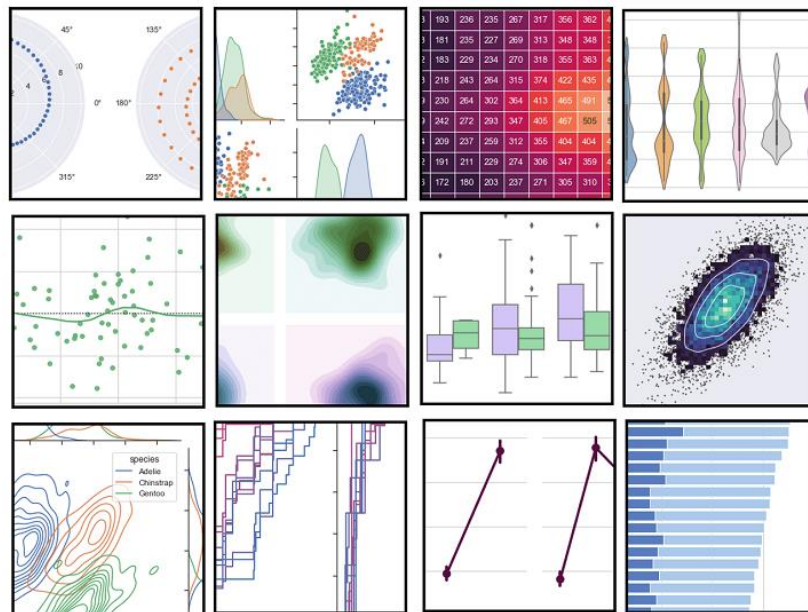 45° 135°
2 4 6 8
0° 180°
315° 225°
193 236 235 267 317 356 362
181 235 227 269 313 348 348
183 229 234 270 318 355 363
218 243 264 315 374 422 435
230 264 302 364 413 465 491
242 272 293 347 405 467 505
209 237 259 312 355 404 404
191 211 229 274 306 347 359
172 180 203 237 271 305 310
species
Adelie
Chinstrap
Gentoo